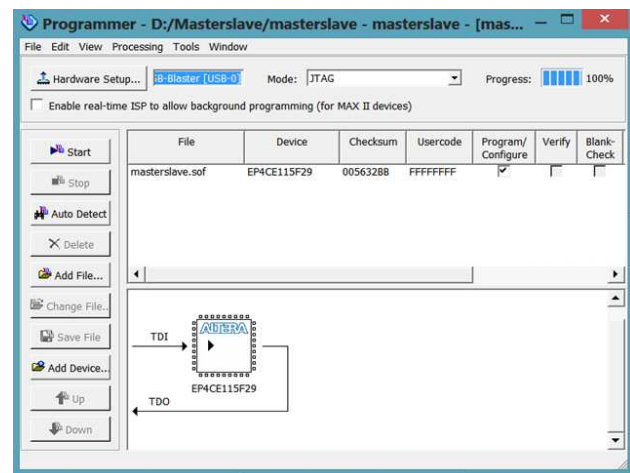 Programmer - D:/Masterslave/masterslave - masterslave - [mas...
File Edit View Processing Tools Window
Hardware Setup... SB-Blaster [USB-0] Mode: JTAG Progress: 100%
Enable real-time ISP to allow background programming (for MAX II devices)
Start
Stop
Auto Detect
Delete
Add File...
Change File..
Save File
Add Device...
Up
Down
File Device Checksum Usercode Program/ Verify Blank-
Configure Check
masterslave.sof EP4CE115F29 005632BB FFFFFFFF
ALTERA
TDI
EP4CE115F29
TDO